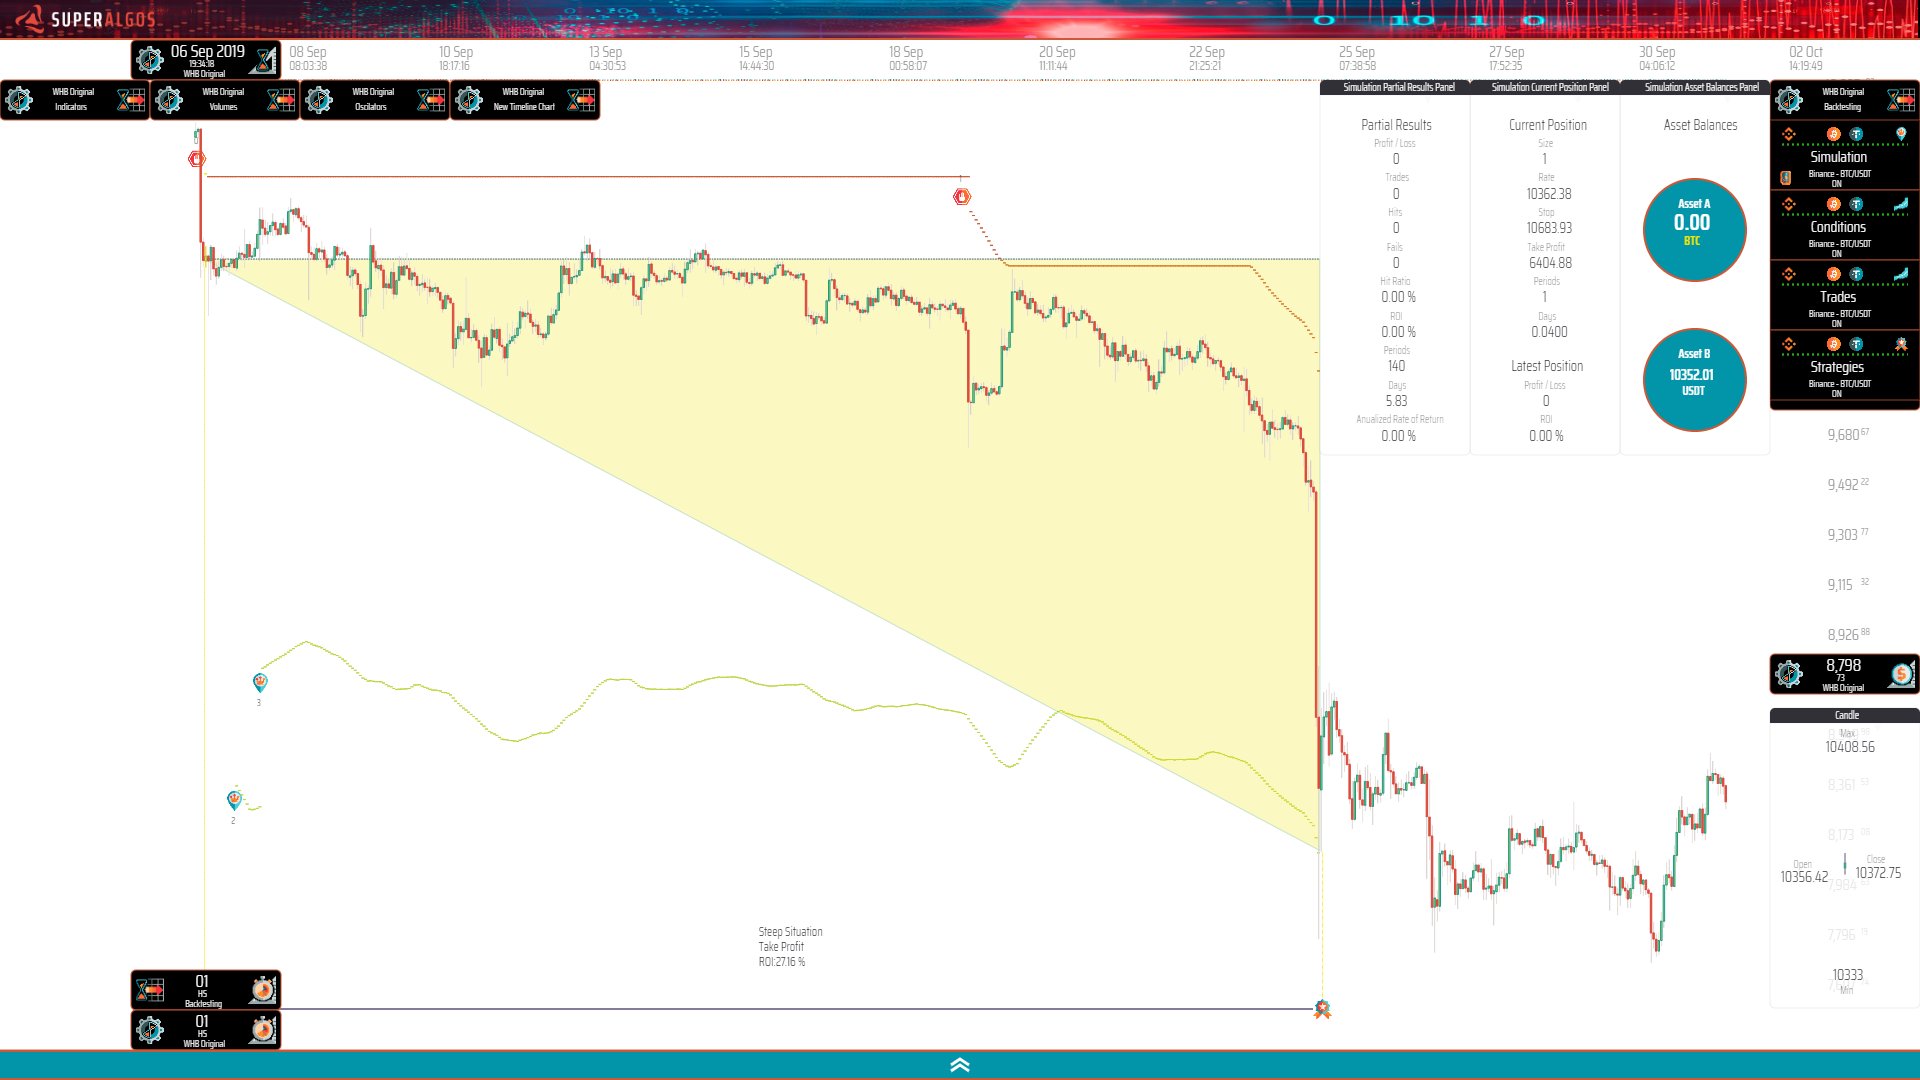 SUPERALGOS
0 10 1 0
06 Sep 2019
19:34:18
WHB Original
08 Sep
08:03:38
10 Sep
18:17:16
13 Sep
04:30:53
15 Sep
14:44:30
18 Sep
00:58:07
20 Sep
11:11:44
22 Sep
21:25:21
25 Sep
07:38:58
27 Sep
17:52:35
30 Sep
04:06:12
02 Oct
14:19:49
WHB Original
Indicators
WHB Original
Volumes
WHB Original
Oscilators
WHB Original
New Timeline Chart
Simulation Partial Results Panel
Partial Results
Profit / Loss
0
Trades
0
Hits
0
Fails
0
Hit Ratio
0.00 %
ROI
0.00 %
Periods
140
Days
5.83
Anualized Rate of Return
0.00 %
Simulation Current Position Panel
Current Position
Size
1
Rate
10362.38
Stop
10683.93
Take Profit
6404.88
Periods
1
Days
0.0400
Latest Position
Profit / Loss
0
ROI
0.00 %
Simulation Asset Balances Panel
Asset Balances
Asset A
0.00
BTC
Asset B
10352.01
USDT
WHB Original
Backtesting
Simulation
Binance - BTC/USDT
ON
Conditions
Binance - BTC/USDT
ON
Trades
Binance - BTC/USDT
ON
Strategies
Binance - BTC/USDT
ON
9,680 67
9,492 22
9,303 77
9,115 32
8,926 88
8,798
73
WHB Original
Candle
Max
10408.56
8,361 53
8,173 08
Open
10356.42
Close
10372.75
7,984
7,796
10333
Min
3
2
Steep Situation
Take Profit
ROI:27.16 %
01
HS
Backtesting
01
HS
WHB Original